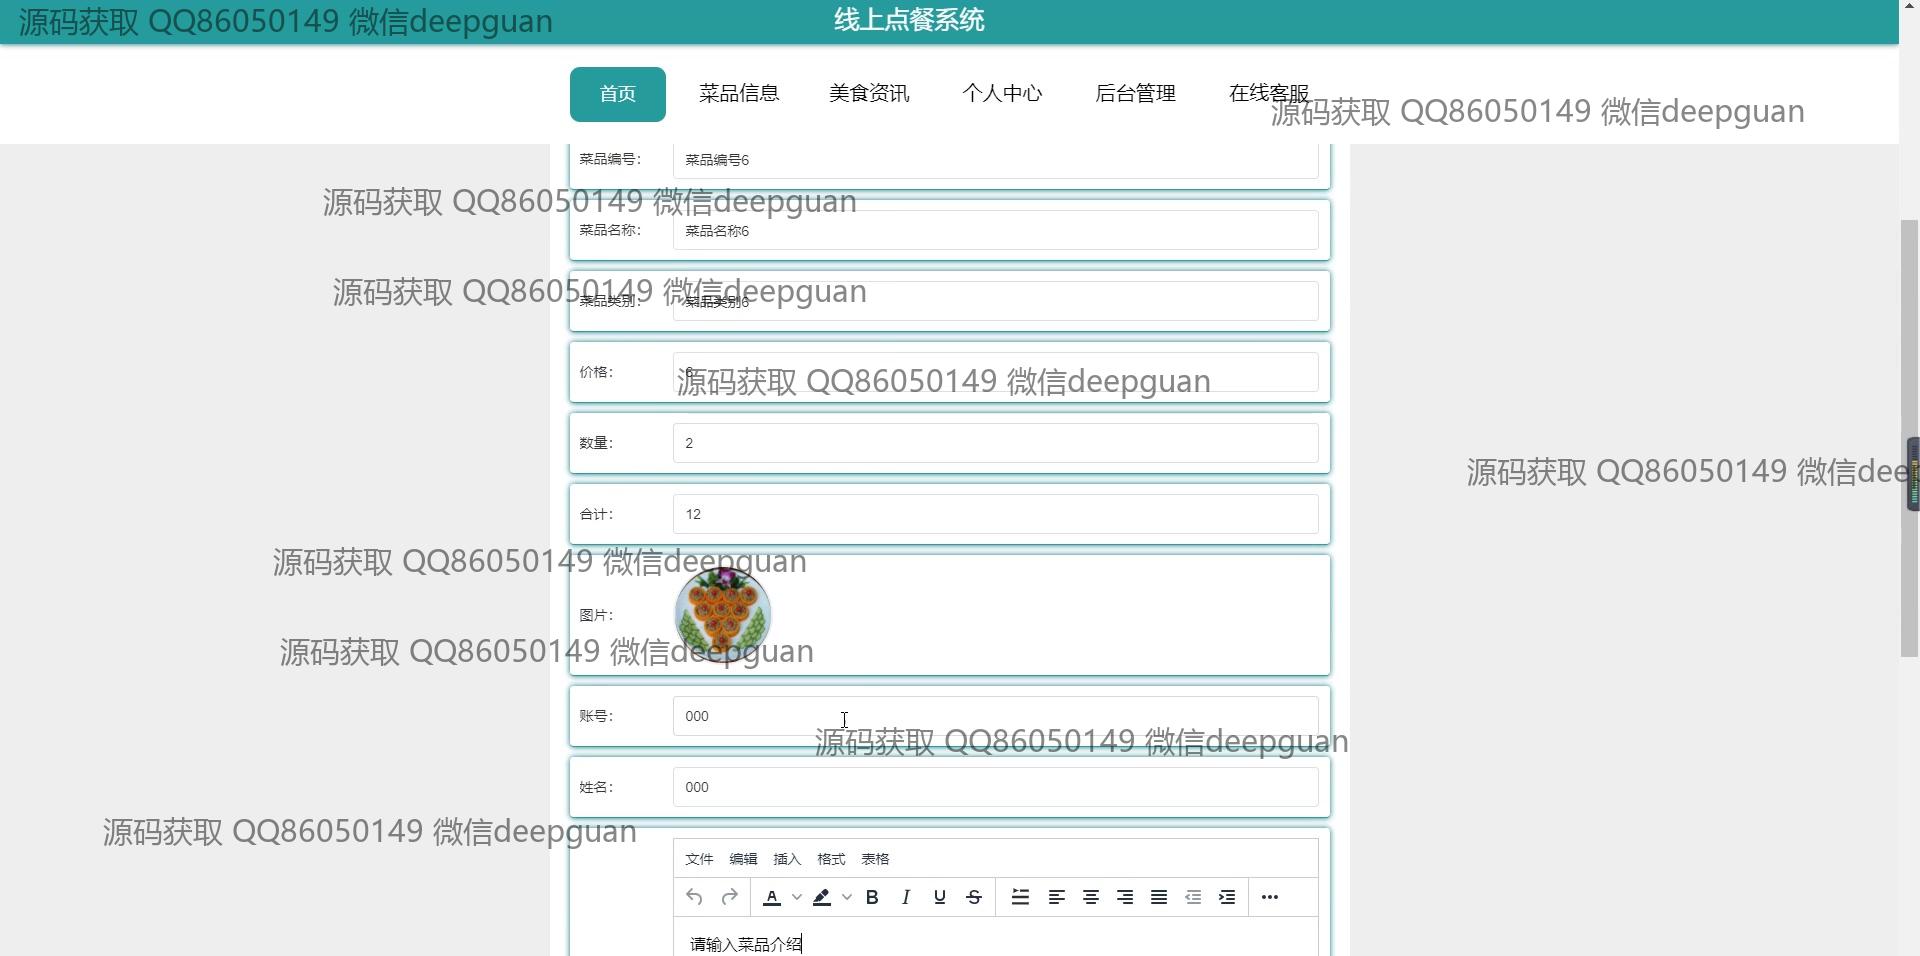 源码获取 QQ86050149 微信deepguan
线上点餐系统
首页 菜品信息 美食资讯 个人中心 后台管理 在线客服
源码获取 QQ86050149 微信deepguan
菜品编号： 菜品编号6
源码获取 QQ86050149 微信deepguan
菜品名称： 菜品名称6
源码获取 QQ86050149 微信deepguan
菜品类别： 菜品类别6
价格： 6
源码获取 QQ86050149 微信deepguan
数量： 2
源码获取 QQ86050149 微信deep
合计： 12
源码获取 QQ86050149 微信deepguan
图片：
源码获取 QQ86050149 微信deepguan
账号： 000
源码获取 QQ86050149 微信deepguan
姓名： 000
源码获取 QQ86050149 微信deepguan
文件 编辑 插入 格式 表格
请输入菜品介绍